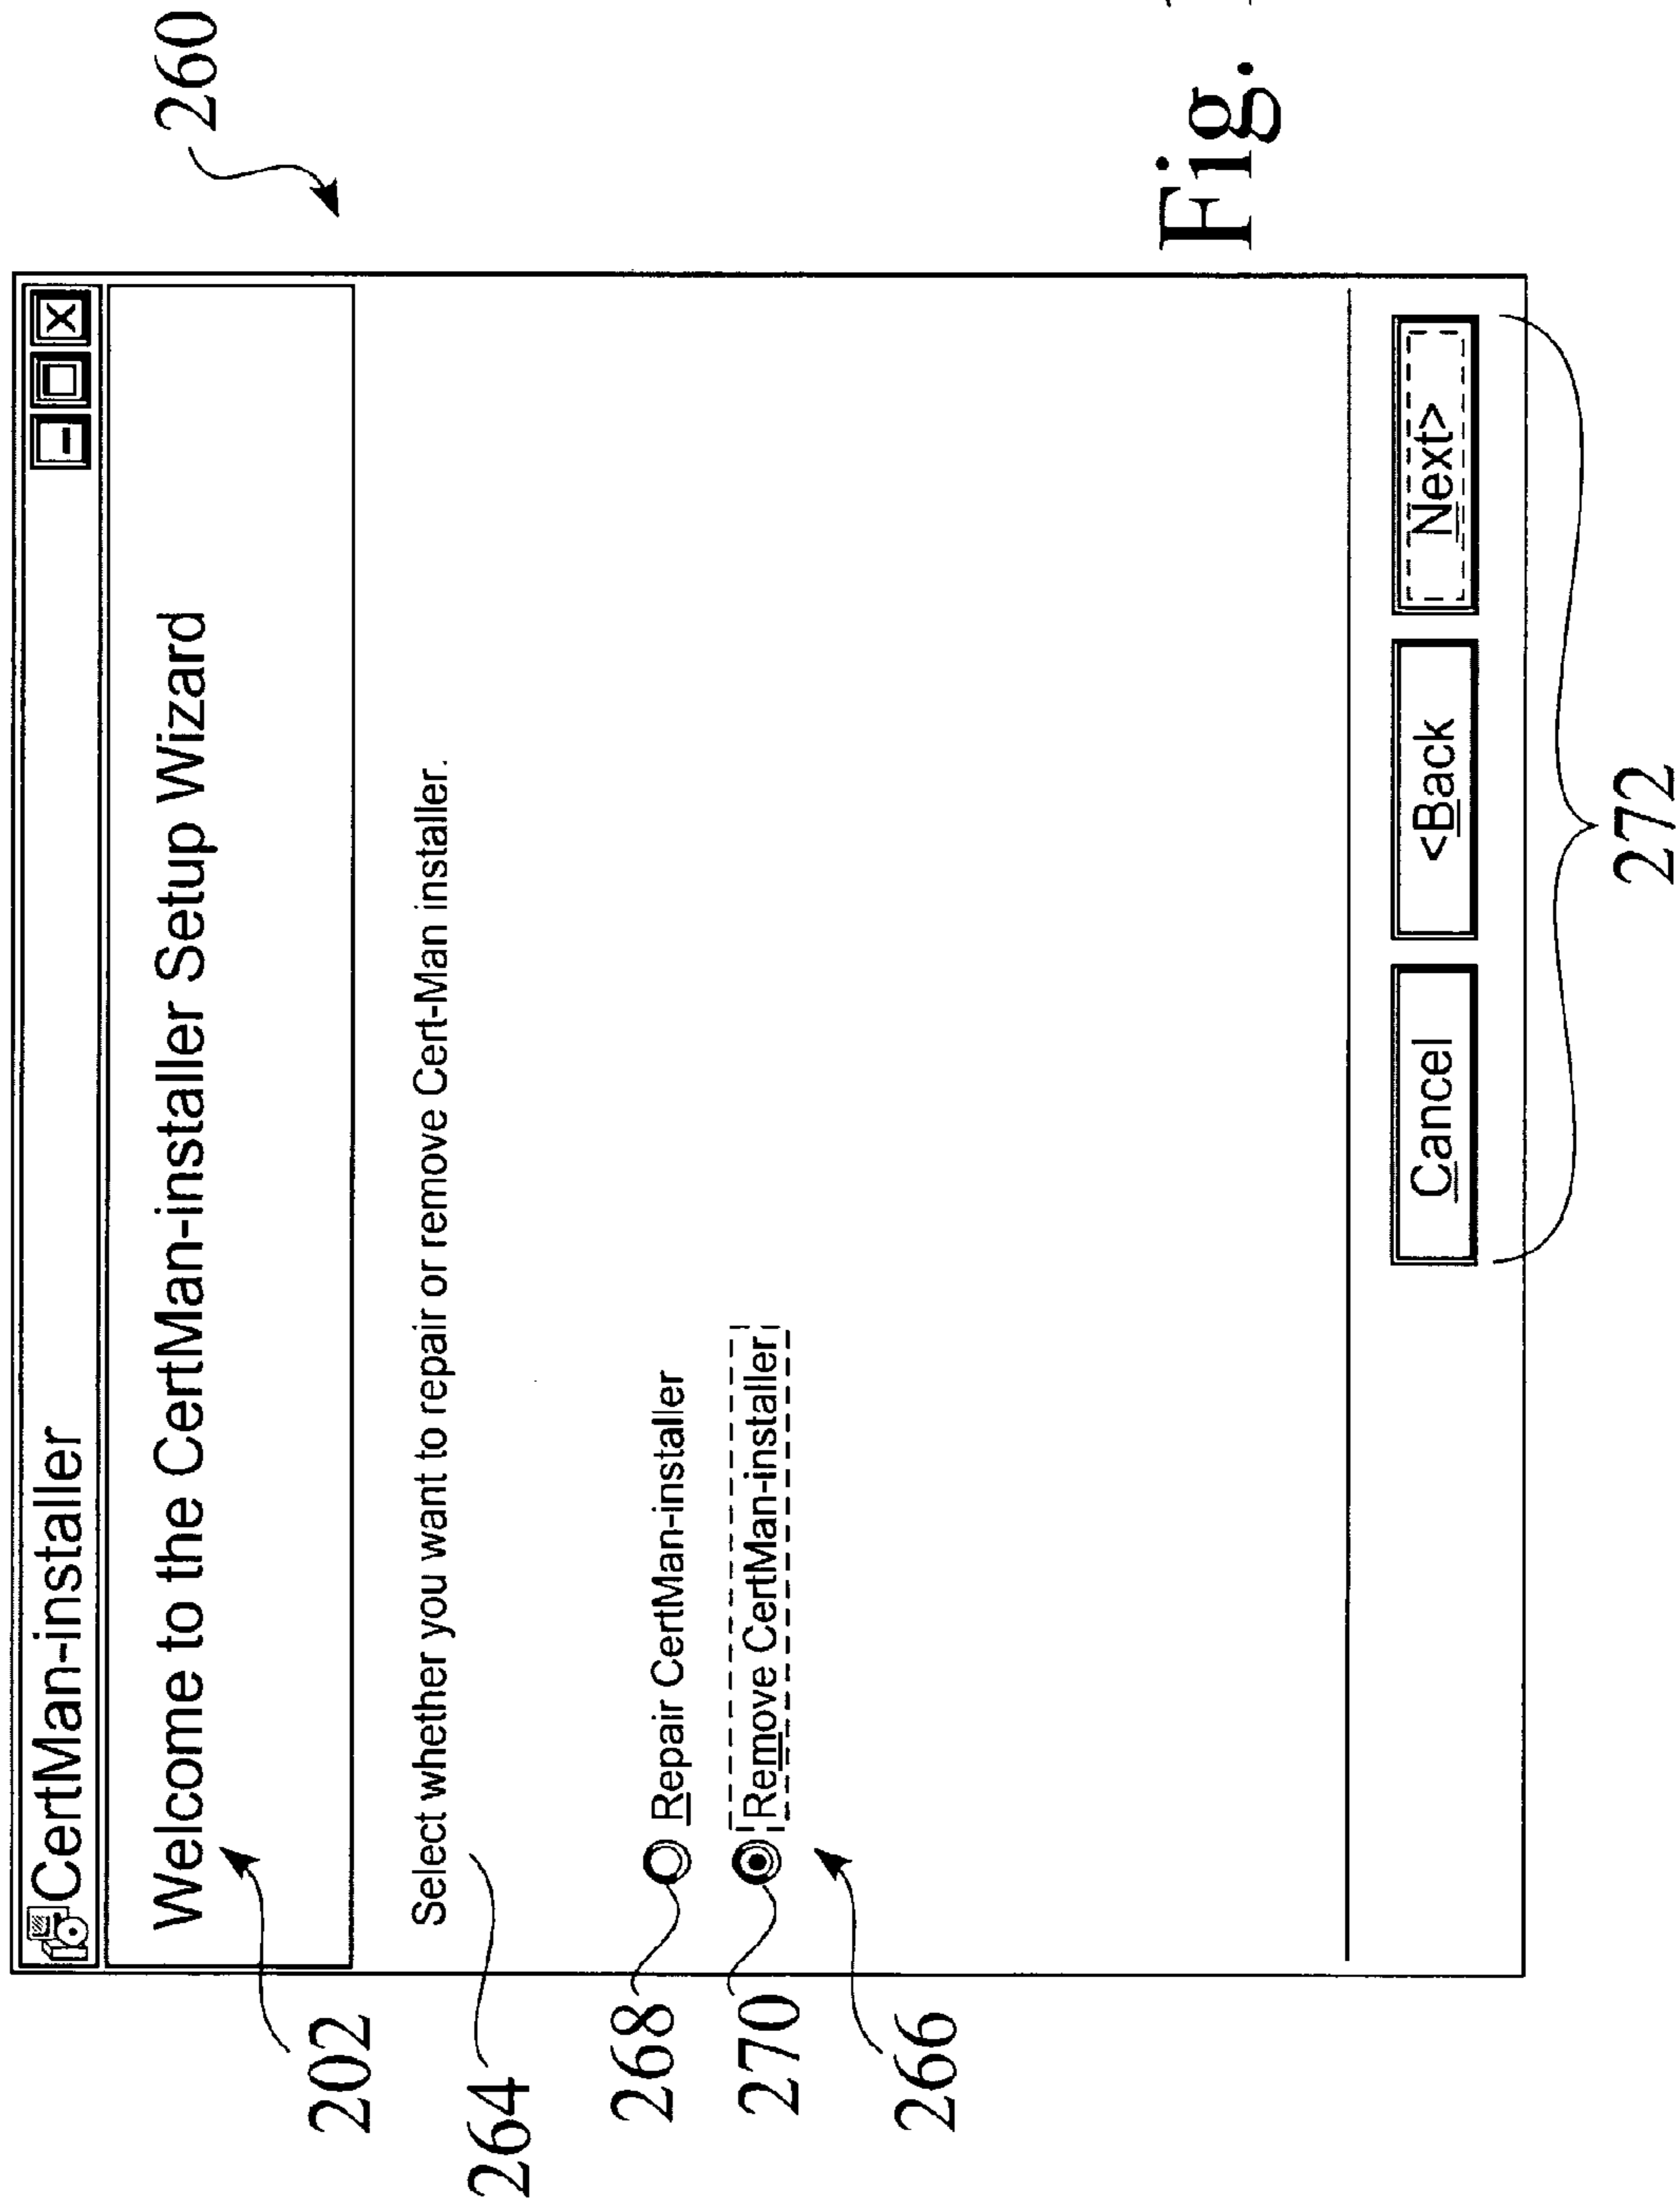 260
CertMan-installer
Welcome to the CertMan-installer Setup Wizard
202
Select whether you want to repair or remove Cert-Man installer.
264
268
Repair CertMan-installer
270
Remove CertMan-installer
266
Cancel
<Back
Next>
272
Fig.